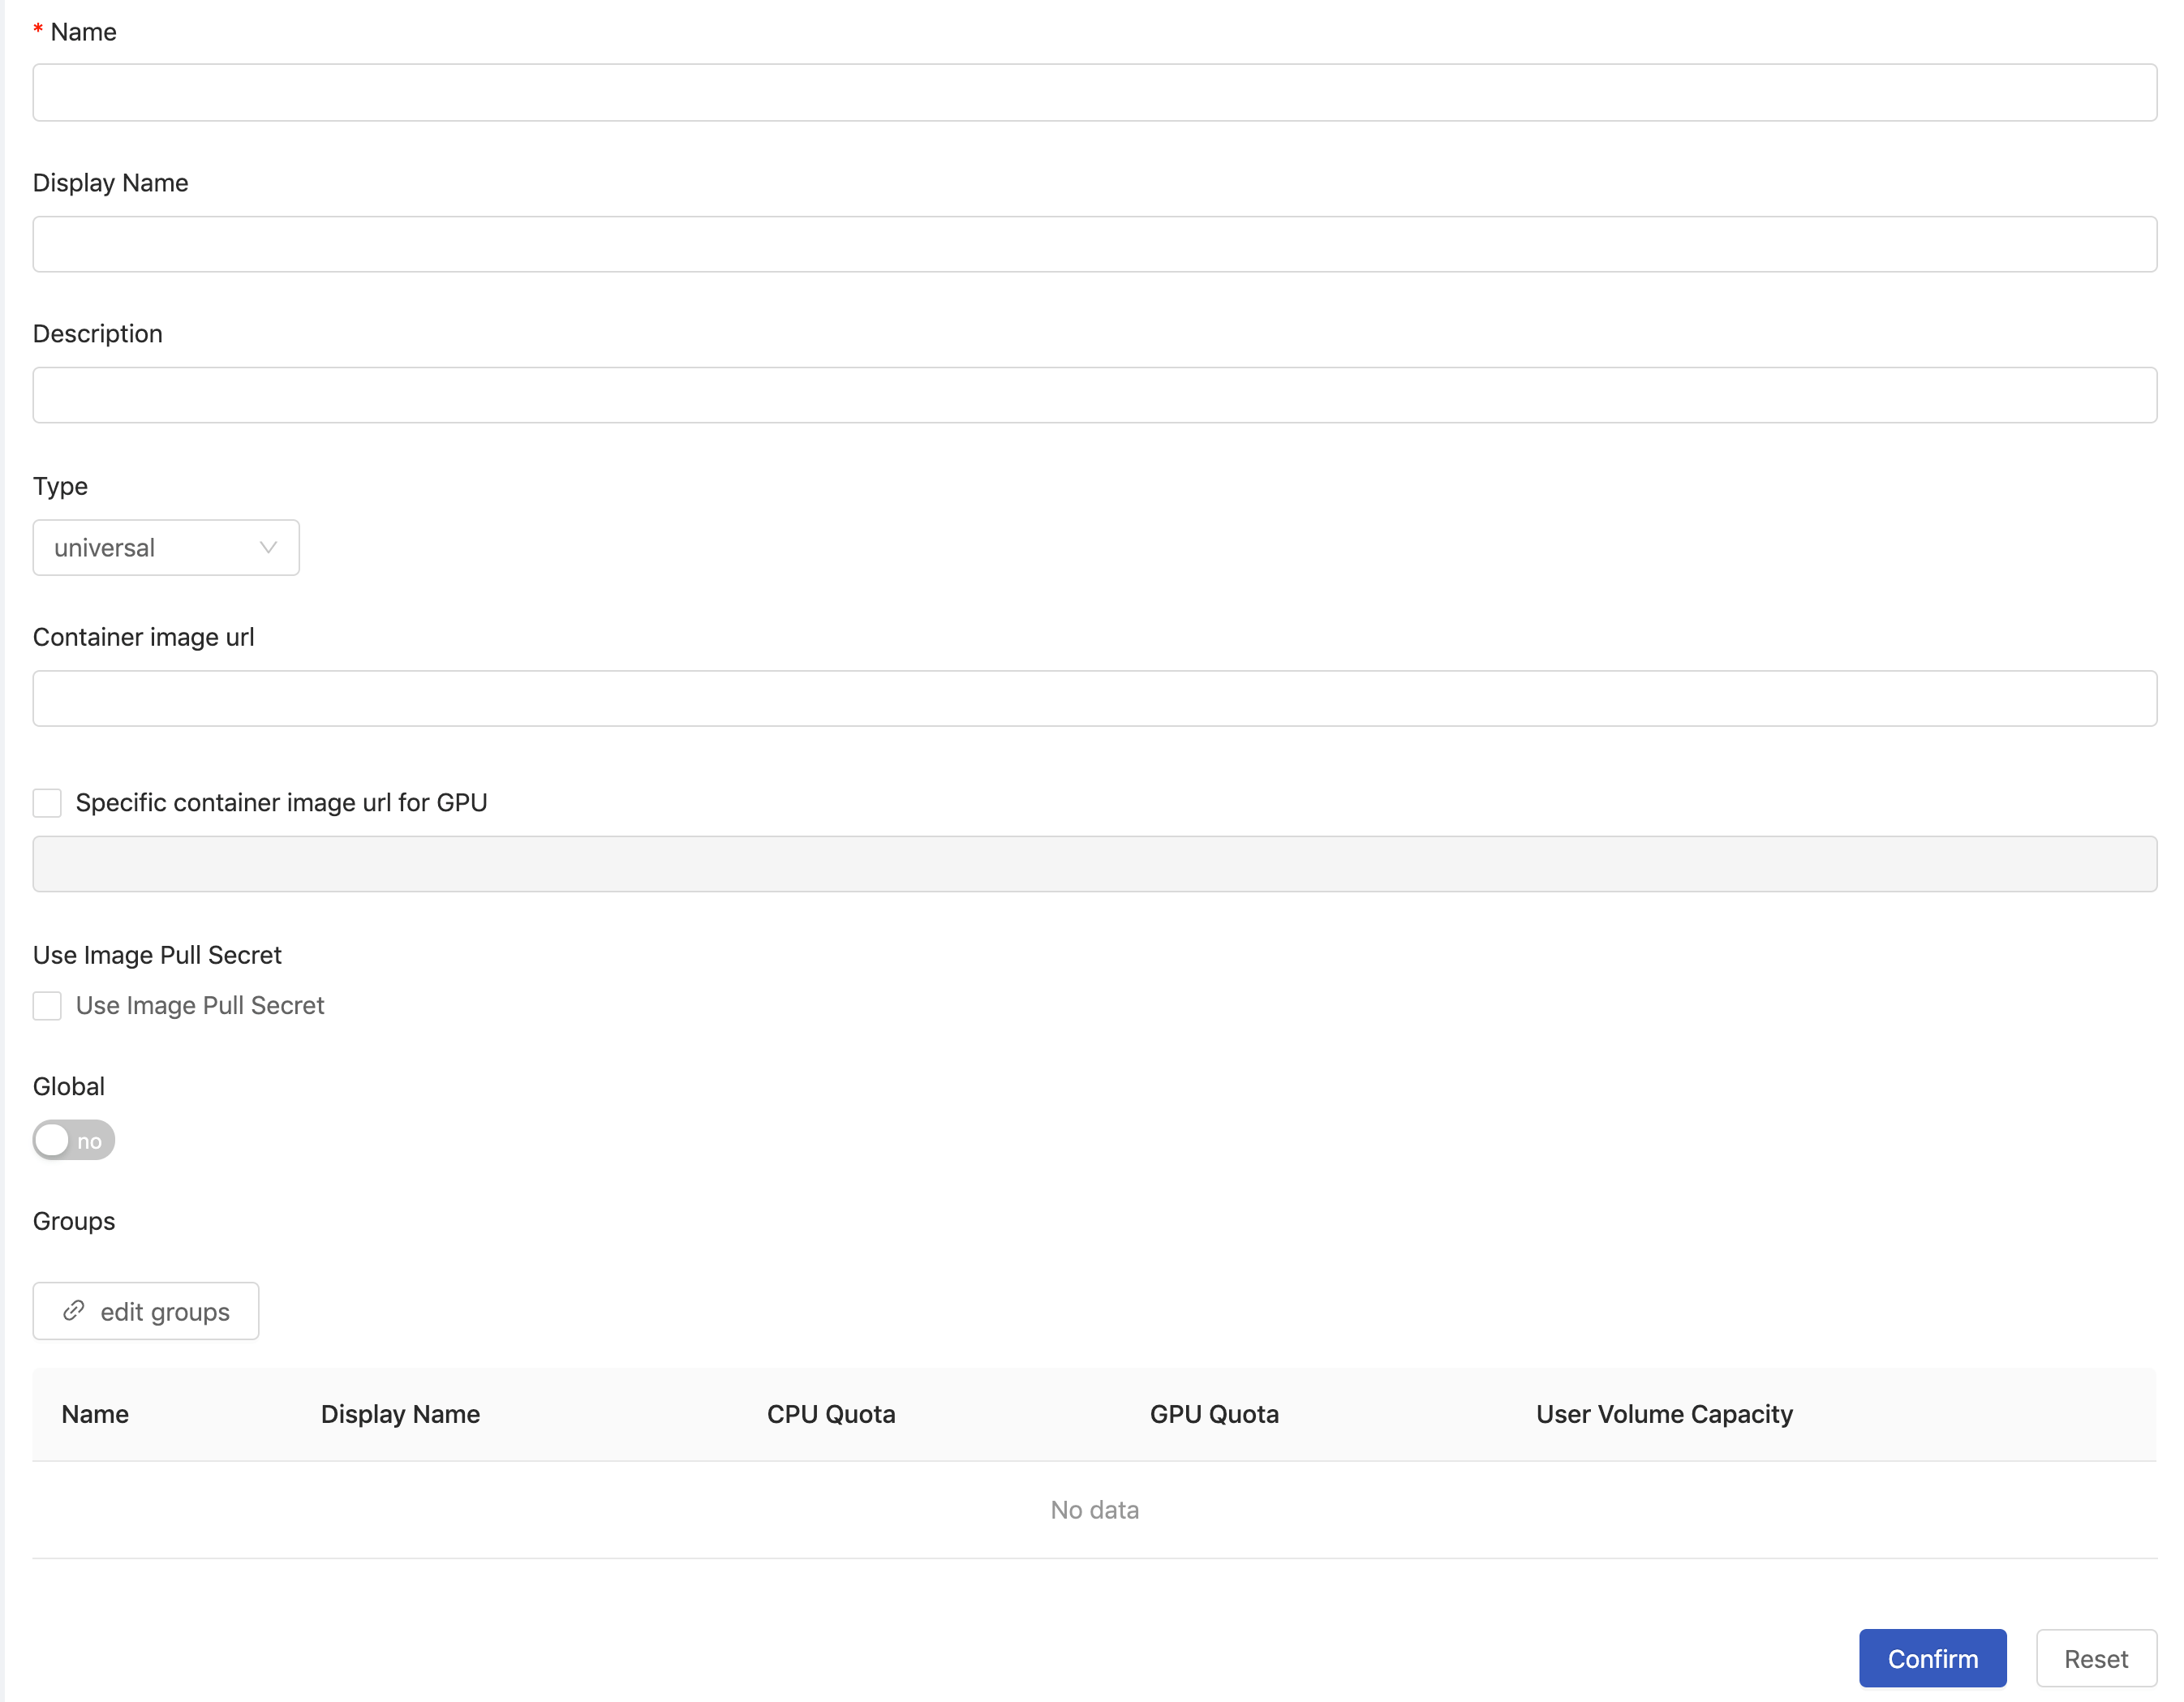 * Name
Display Name
Description
Type
universal
Container image url
Specific container image url for GPU
Use Image Pull Secret
Use Image Pull Secret
Global
no
Groups
edit groups
Name Display Name CPU Quota GPU Quota User Volume Capacity
No data
Confirm Reset